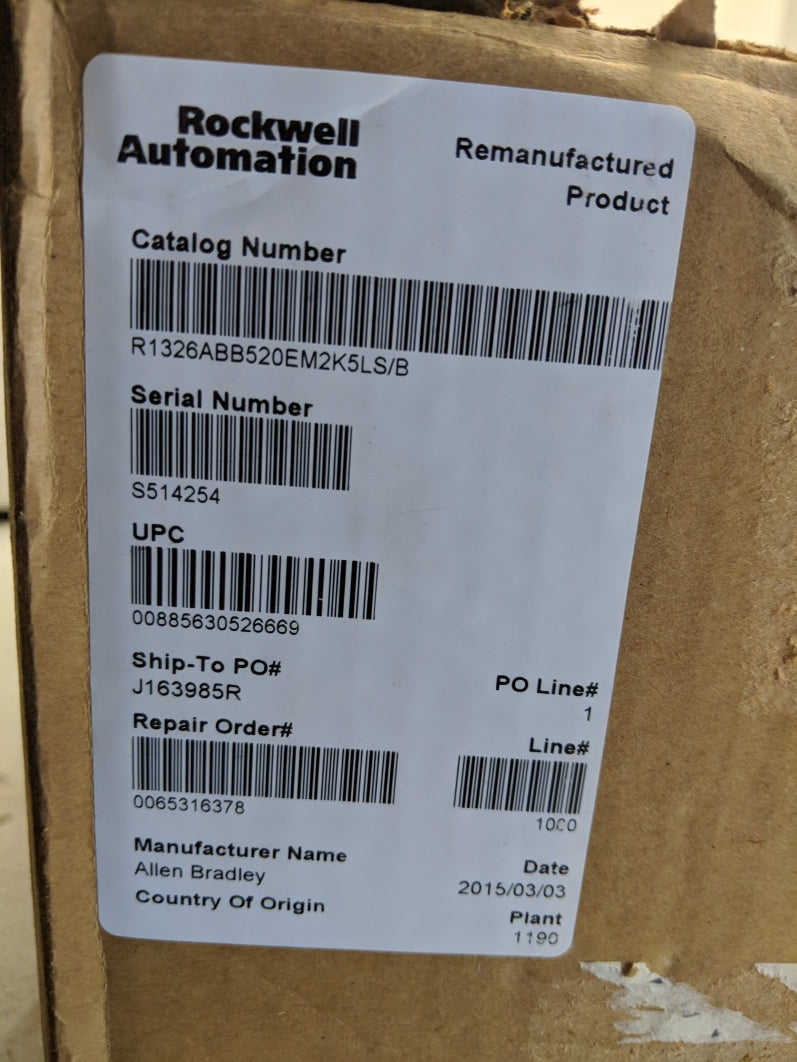 Rockwell
Automation
Remanufactured
Product
Catalog Number
R1326ABB520EM2K5LS/B
Serial Number
S514254
UPC
00885630526669
Ship-To PO#
J163985R
PO Line#
1
Repair Order#
0065316378
Line#
1000
Manufacturer Name
Allen Bradley
Date
2015/03/03
Country Of Origin
Plant
1190